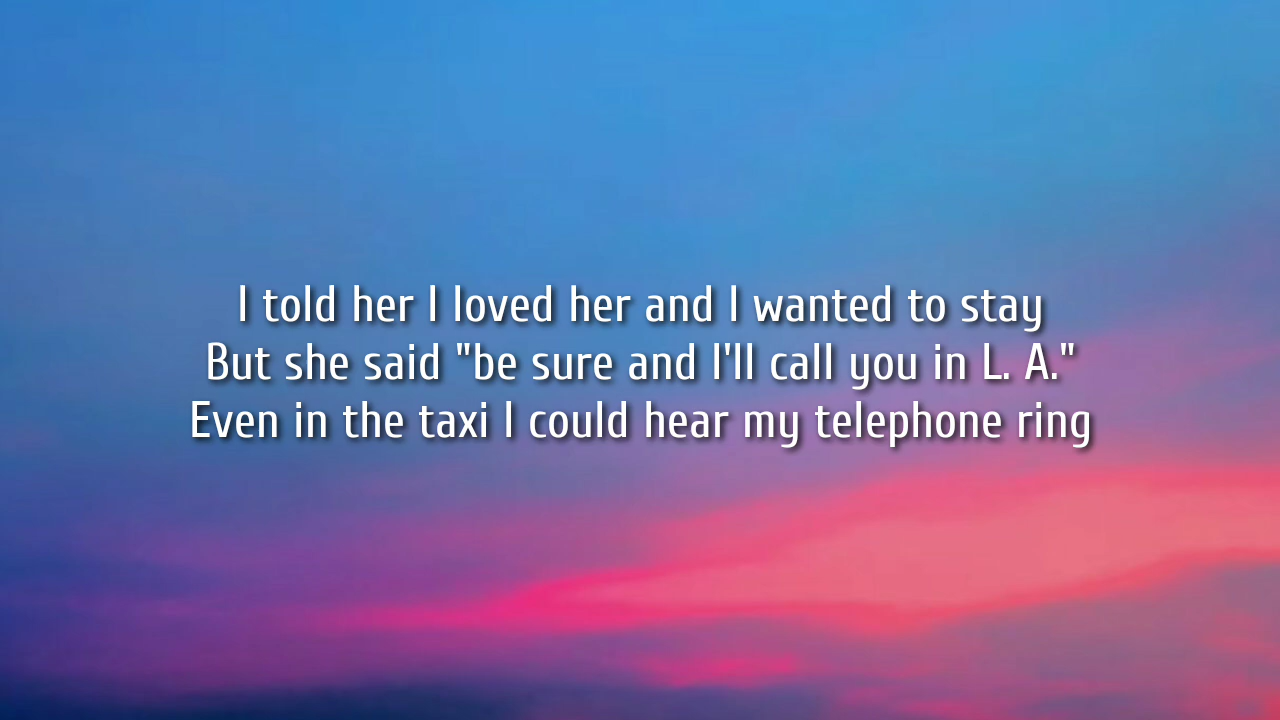 I told her I loved her and I wanted to stay
But she said "be sure and I'll call you in L. A."
Even in the taxi I could hear my telephone ring